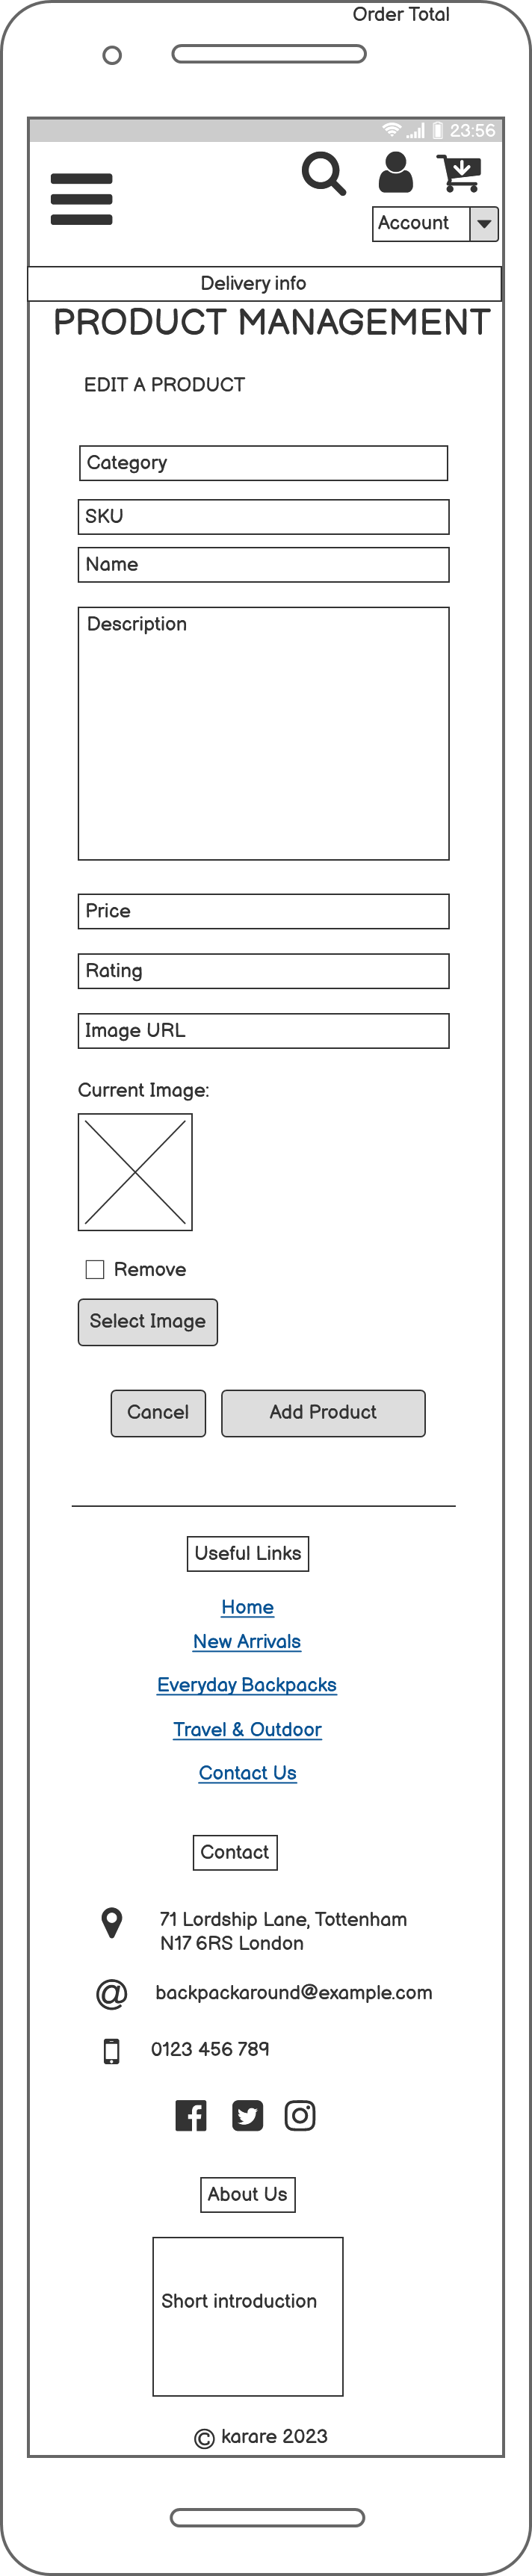 Order Total
23:56
Account
Delivery info
PRODUCT MANAGEMENT
EDIT A PRODUCT
Category
SKU
Name
Description
Price
Rating
Image URL
Current Image:
Remove
Select Image
Cancel
Add Product
Useful Links
Home
New Arrivals
Everyday Backpacks
Travel & Outdoor
Contact Us
Contact
71 Lordship Lane, Tottenham
N17 6RS London
@ backpackaround@example.com
0123 456 789
About Us
Short introduction
© karare 2023